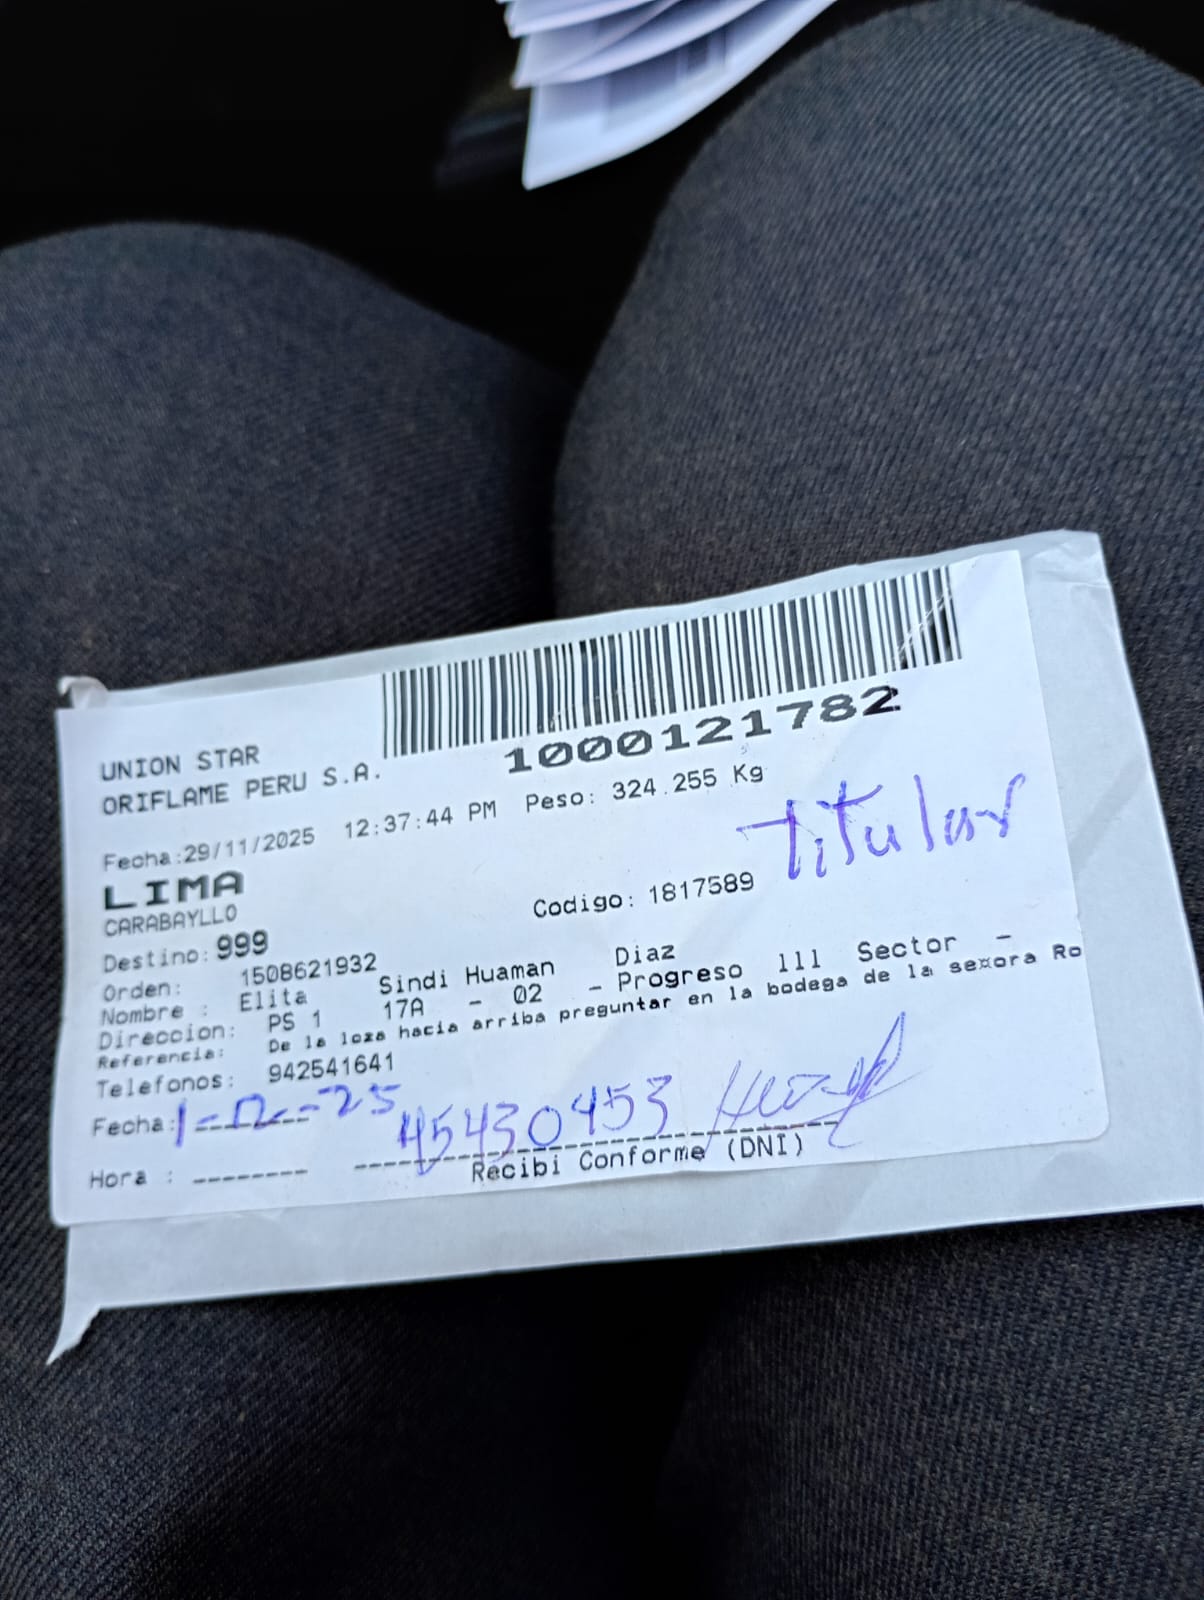 1000121782
UNION STAR
ORIFLAME PERU S.A.
Fecha:29/11/2025 12:37:44 PM Peso: 324.255 Kg
LIMA
Titular
CARABAYLLO
Codigo: 1817589
Destino: 999
Orden: 1508621932
Nombre : Elita Sindi Huaman Diaz
Direccion: PS 1 17A - 02 - Progreso lll Sector -
Referencia: De la loza hacia arriba preguntar en la bodega de la sexora Ro
Telefonos: 942541641
Fecha: 1-12-25 45430453
Hora : Recibi Conforme (DNI)